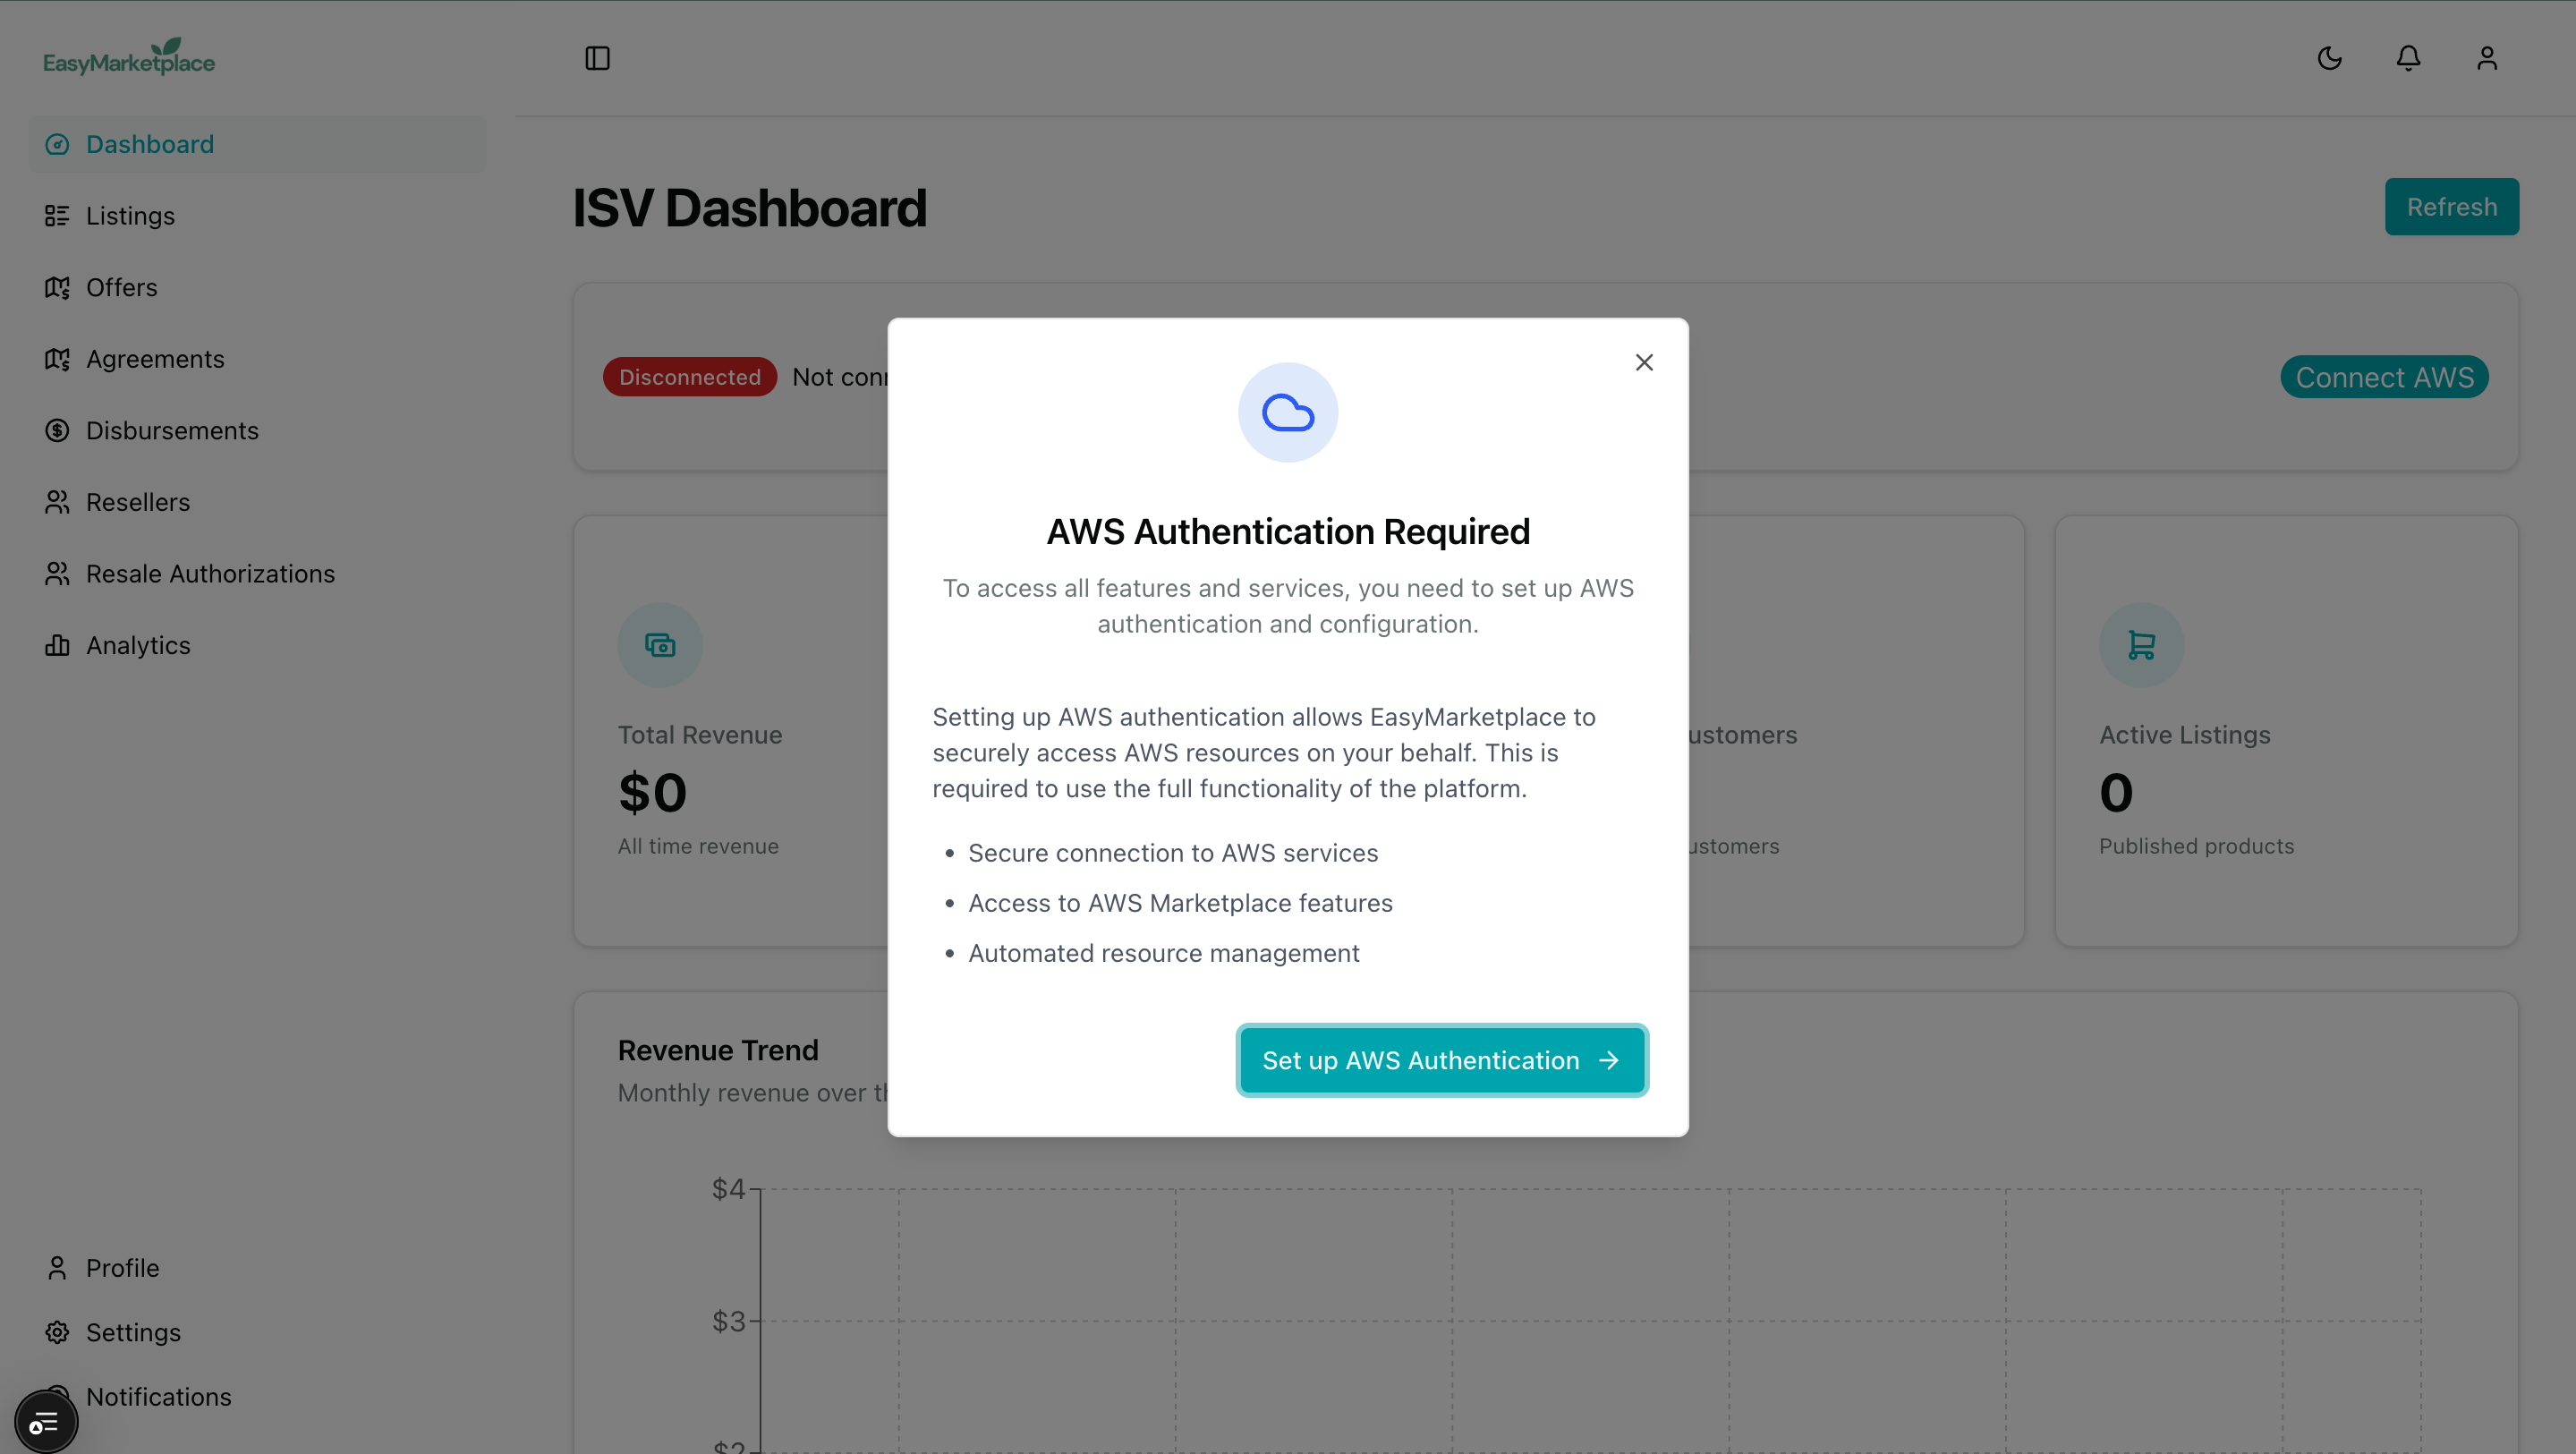 EasyMarketplace
Dashboard
Listings
Offers
Agreements
Disbursements
Resellers
Resale Authorizations
Analytics
Profile
Settings
Notifications
ISV Dashboard
Refresh
Disconnected
Not
Connect AWS
Total Revenue
$0
All time revenue
Active Listings
0
Published products
Revenue Trend
Monthly revenue over
$4
$3
$2
AWS Authentication Required
To access all features and services, you need to set up AWS
authentication and configuration.
Setting up AWS authentication allows EasyMarketplace to
securely access AWS resources on your behalf. This is
required to use the full functionality of the platform.
• Secure connection to AWS services
• Access to AWS Marketplace features
• Automated resource management
Set up AWS Authentication